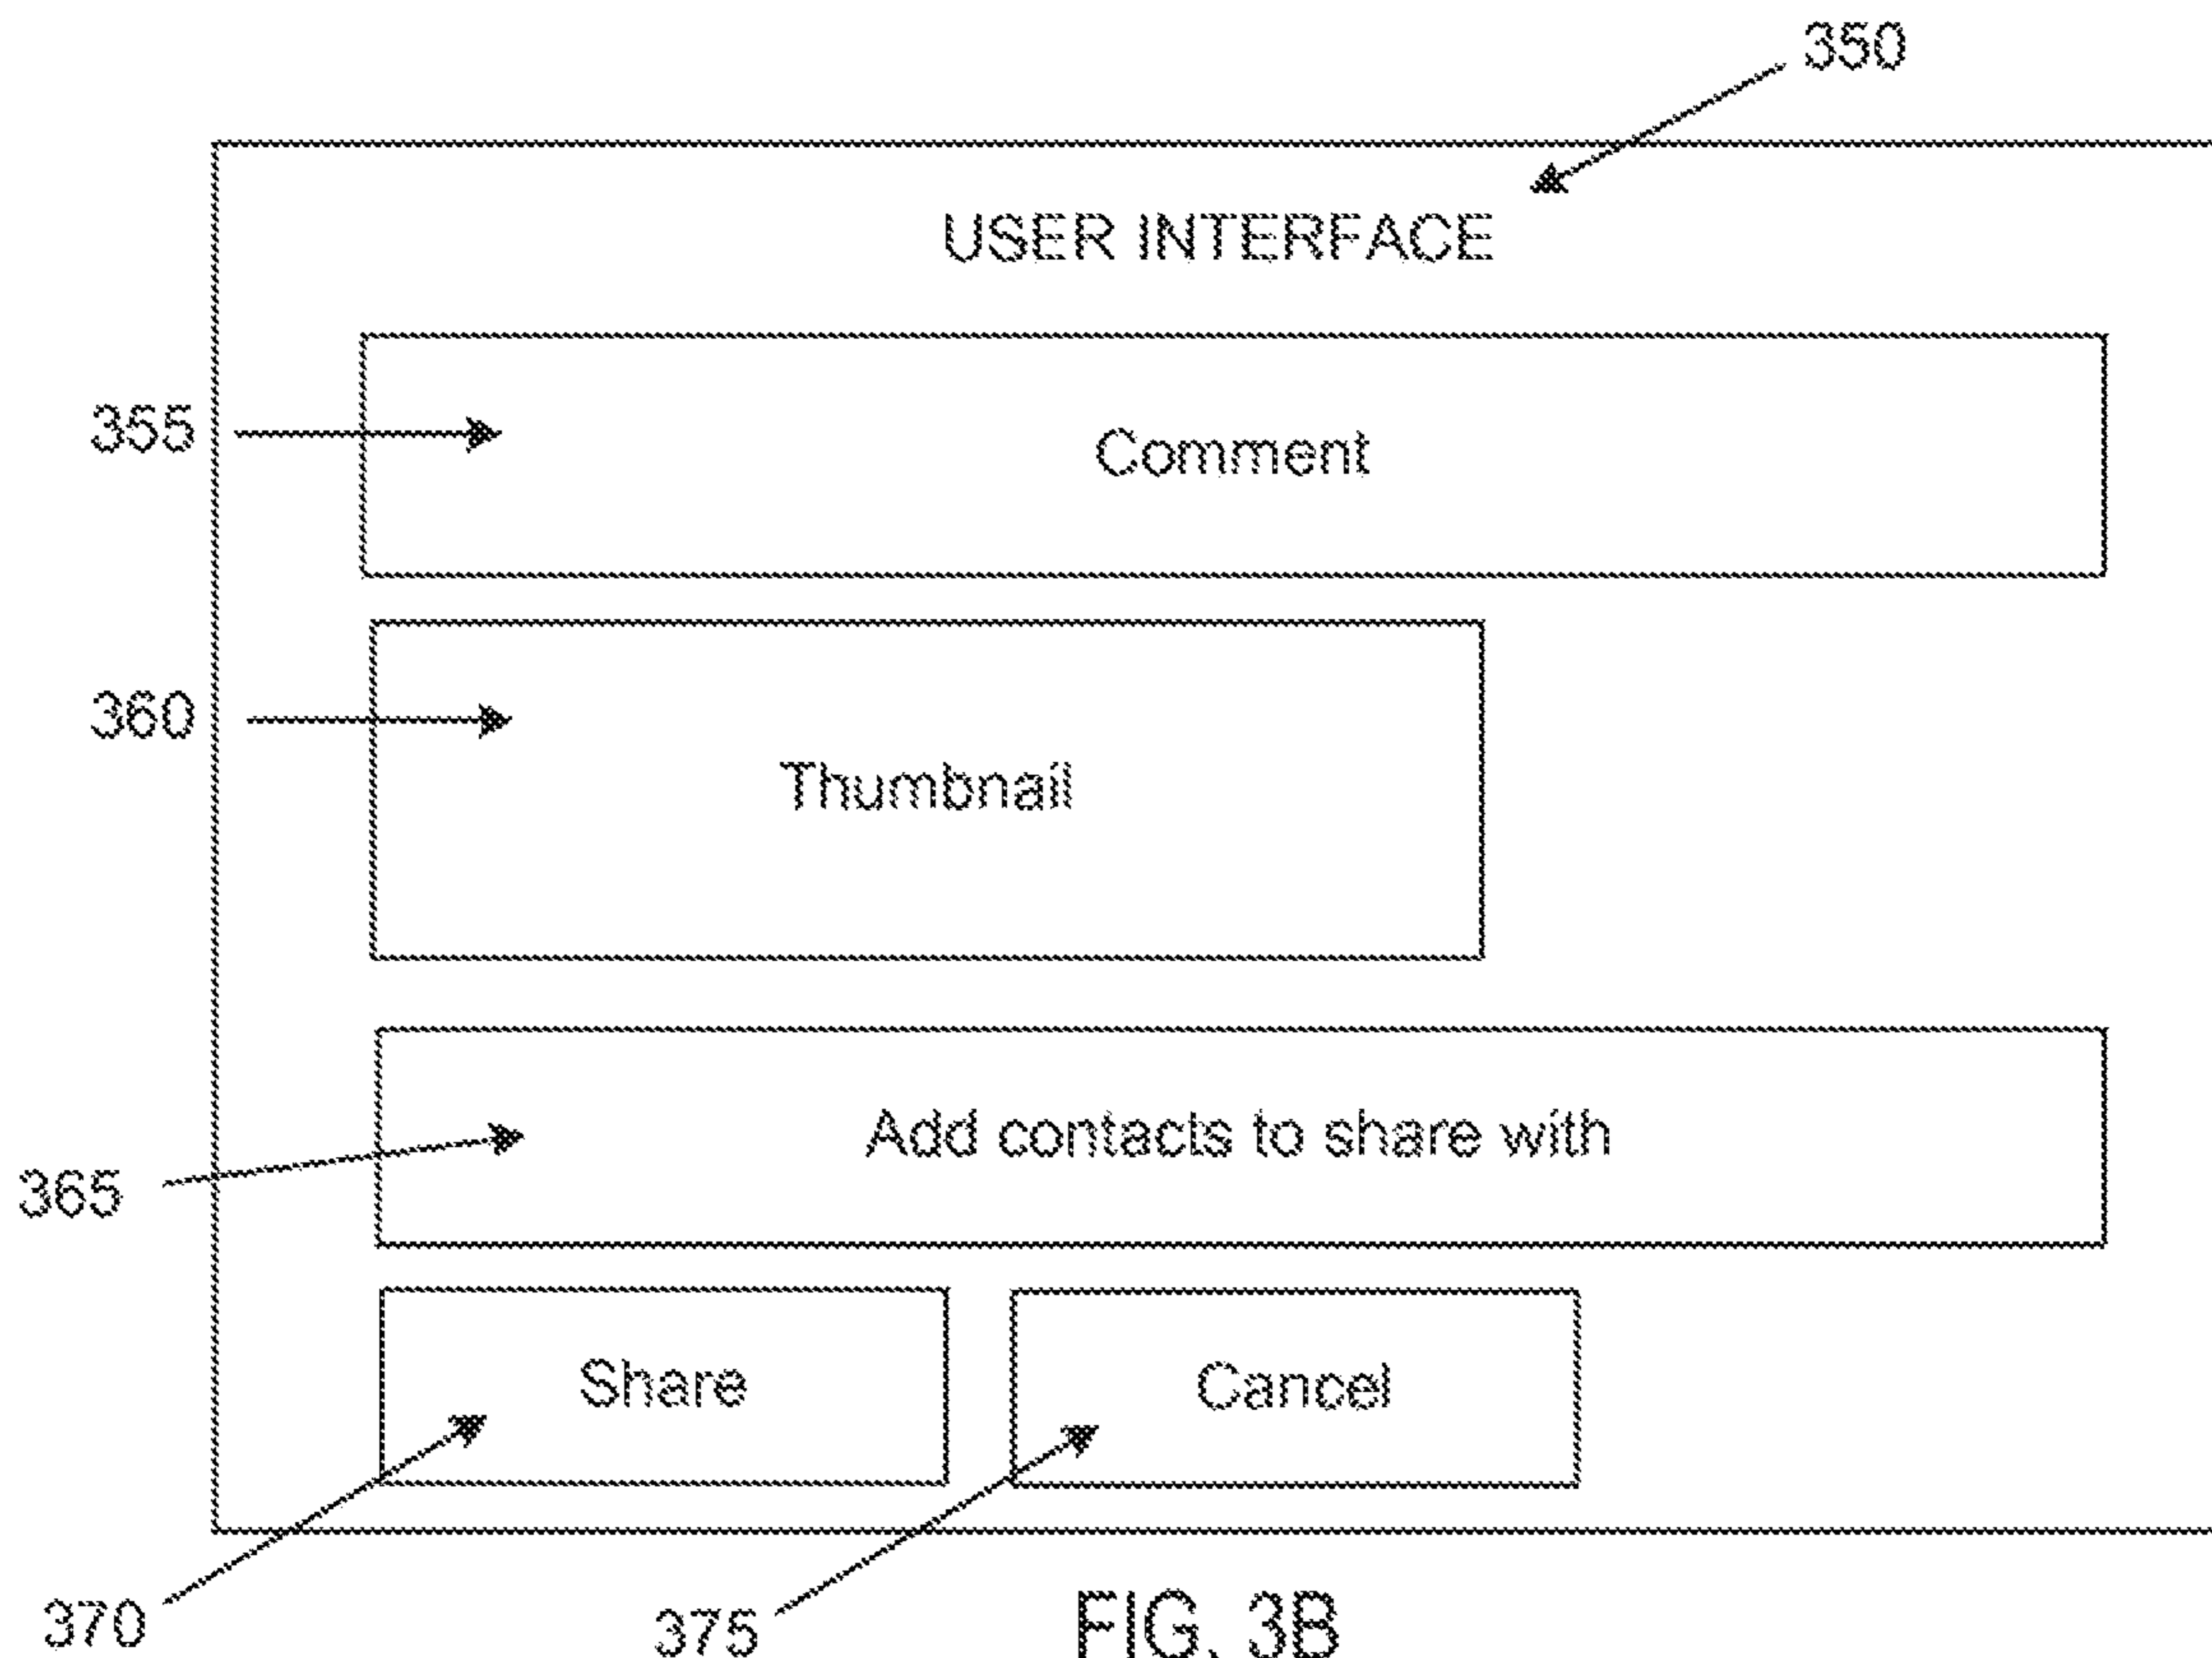 350
USER INTERFACE
355
Comment
360
Thumbnail
Add contacts to share with
365
Share
Cancel
370
375
FIG. 3B